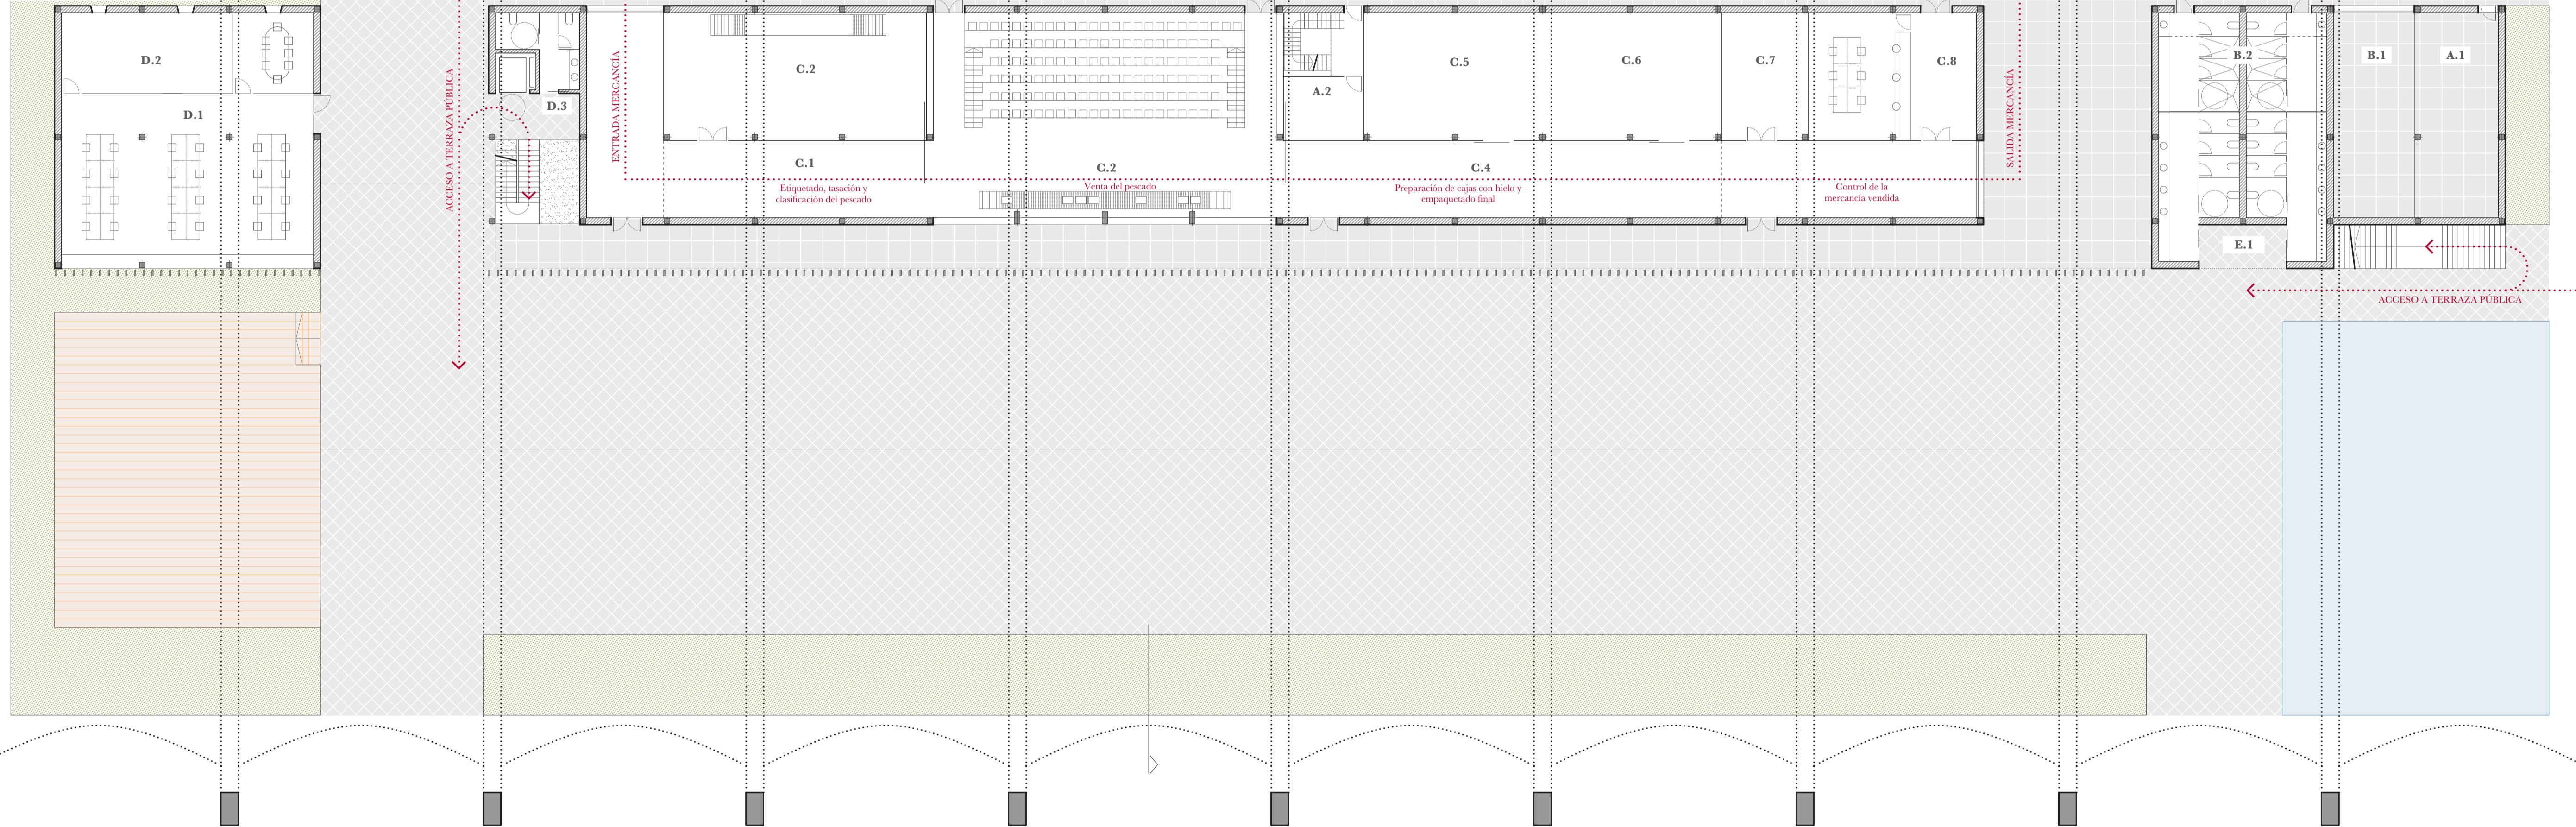 D.2
D.1
ACCESO A TERRAZA PÚBLICA
D.3
ENTRADA MERCANCÍA
C.2
C.1
Etiquetado, tasación y
clasificación del pescado
C.2
Venta del pescado
A.2
C.5
C.6
C.7
C.8
C.4
Preparación de cajas con hielo y
empaquetado final
Control de la
mercancía vendida
SALIDA MERCANCÍA
B.2
B.1
A.1
E.1
ACCESO A TERRAZA PÚBLICA